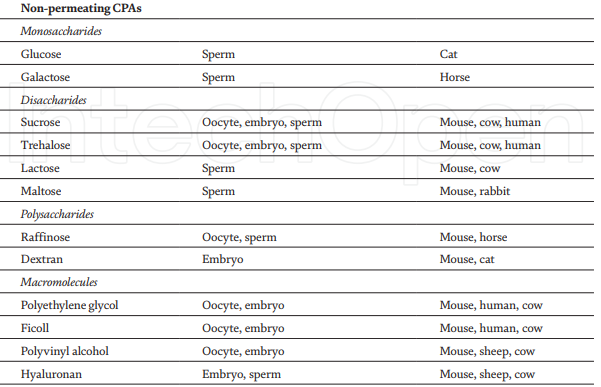 Non-permeating CPAs
Monosaccharides
Glucose Sperm Cat
Galactose Sperm Horse
Disaccharides
Sucrose Oocyte, embryo, sperm Mouse, cow, human
Trehalose Oocyte, embryo, sperm Mouse, cow, human
Lactose Sperm Mouse, cow
Maltose Sperm Mouse, rabbit
Polysaccharides
Raffinose Oocyte, sperm Mouse, horse
Dextran Embryo Mouse, cat
Macromolecules
Polyethylene glycol Oocyte, embryo Mouse, human, cow
Ficoll Oocyte, embryo Mouse, human, cow
Polyvinyl alcohol Oocyte, embryo Mouse, sheep, cow
Hyaluronan Embryo, sperm Mouse, sheep, cow
IntechOpen